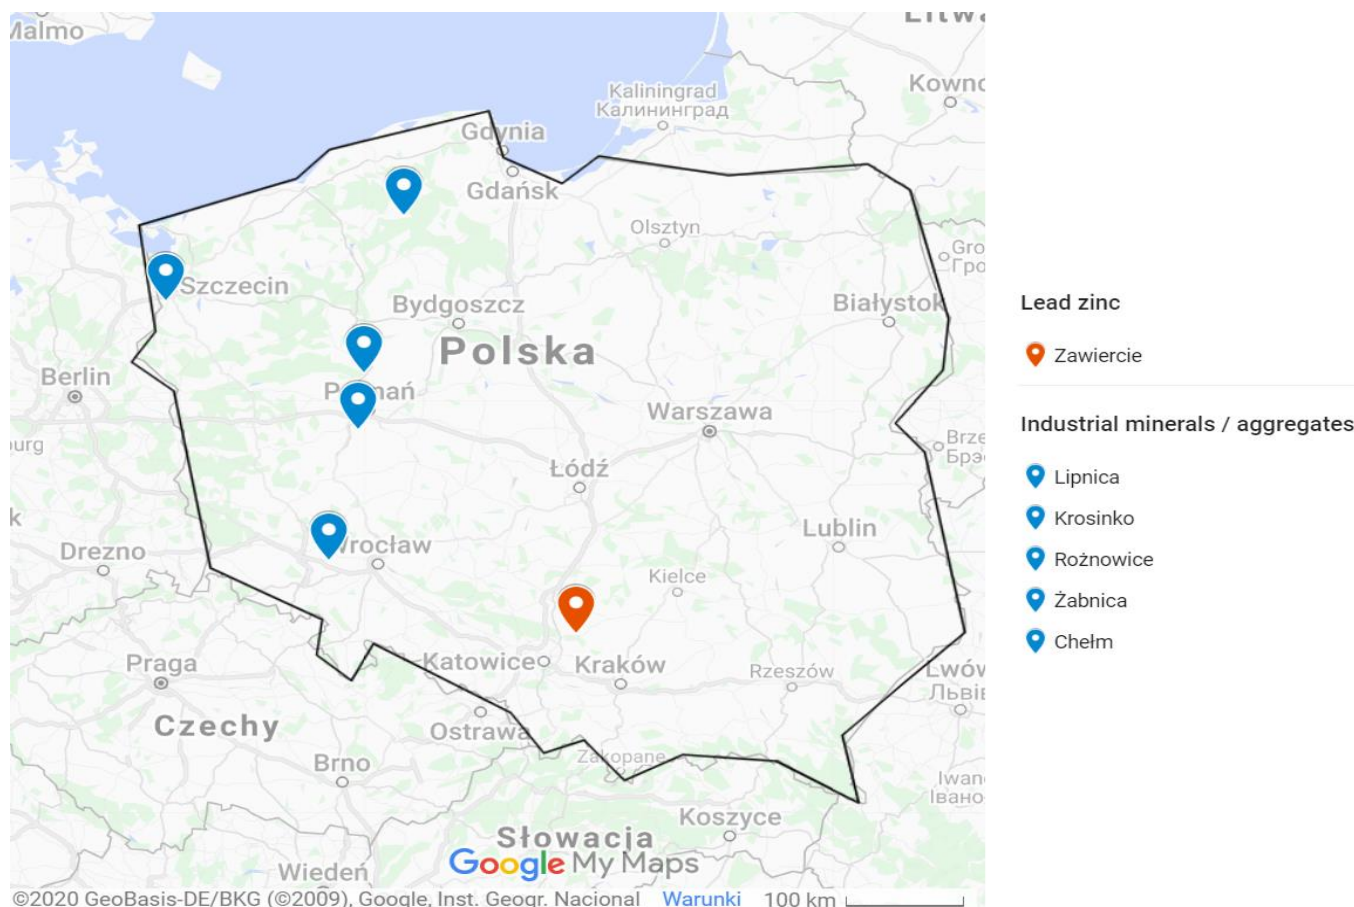 Malmo
Litwa
Kaliningrad
Калининград
Kowno
Gdynia
Gdańsk
Olsztyn
Szczecin
Bydgoszcz
Białystok
Polska
Berlin
Poznań
Warszawa
Łódź
Drezno
Wrocław
Lublin
Kielce
Praga
Katowice
Kraków
Rzeszów
Lwów
Czechy
Ostrawa
Zakopane
Brno
Koszyce
Słowacja
Google My Maps
Wiedeń
©2020 GeoBasis-DE/BKG (©2009), Google, Inst. Geogr. Nacional Warunki 100 km
Lead zinc
Zawiercie
Industrial minerals / aggregates
Lipnica
Krosinko
Rożnowice
Żabnica
Chełm